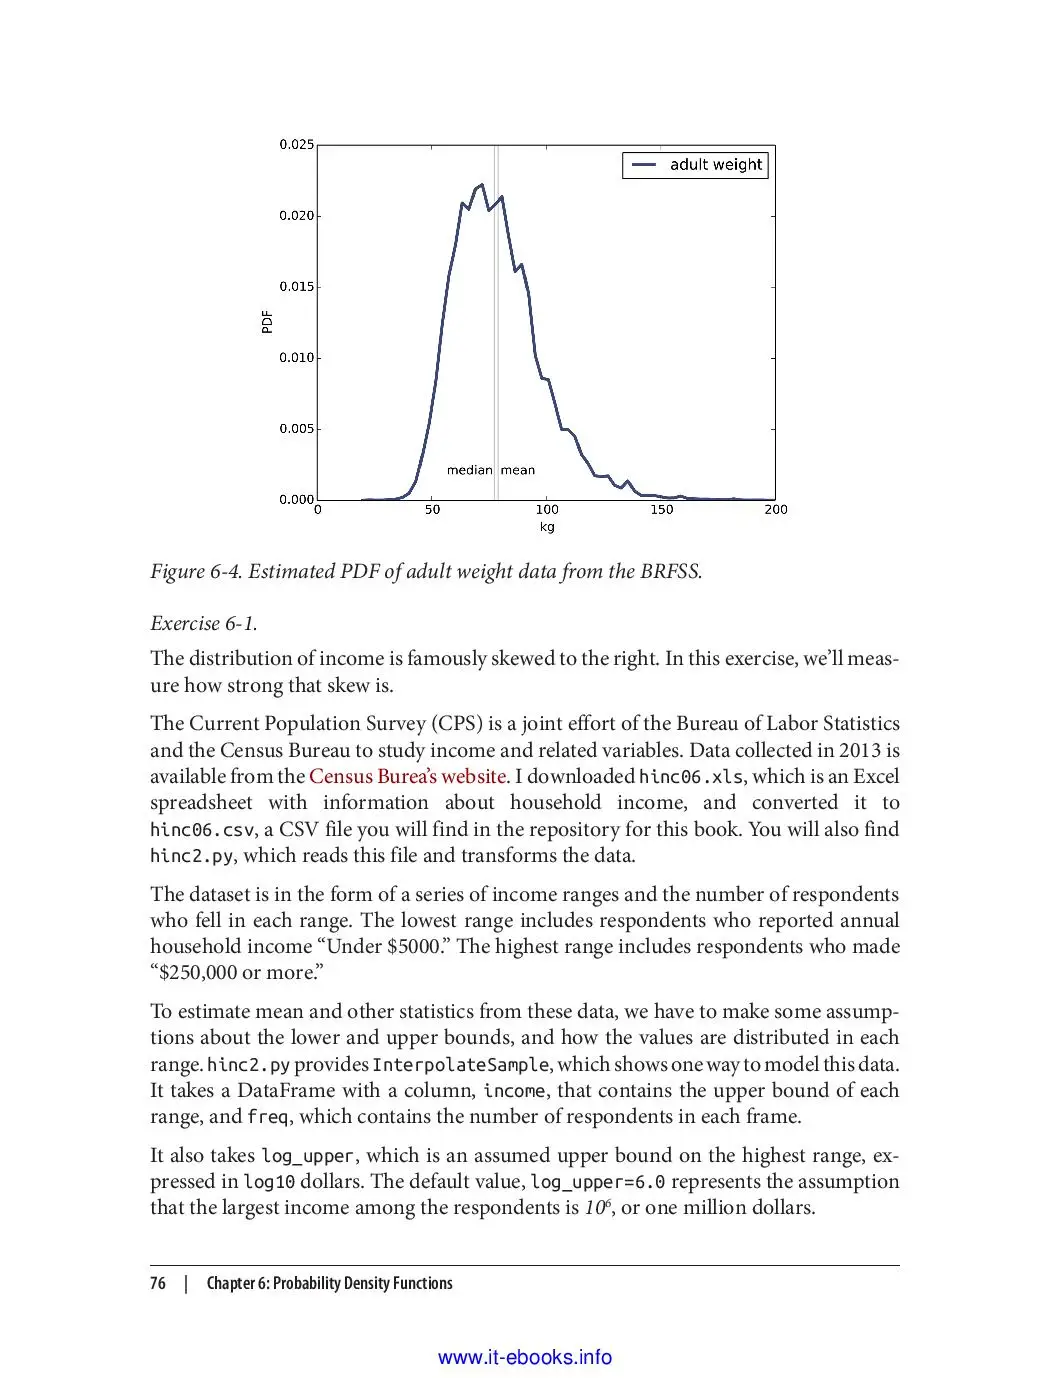 0.025
adult weight
0.020
0.015
PDF
0.010
0.005
median mean
0.000
0 50 100 150 200
kg
Figure 6-4. Estimated PDF of adult weight data from the BRFSS.
Exercise 6-1.
The distribution of income is famously skewed to the right. In this exercise, we’ll meas-
ure how strong that skew is.
The Current Population Survey (CPS) is a joint effort of the Bureau of Labor Statistics
and the Census Bureau to study income and related variables. Data collected in 2013 is
available from the Census Burea’s website. I downloaded hinc06.xls, which is an Excel
spreadsheet with information about household income, and converted it to
hinc06.csv, a CSV file you will find in the repository for this book. You will also find
hinc2.py, which reads this file and transforms the data.
The dataset is in the form of a series of income ranges and the number of respondents
who fell in each range. The lowest range includes respondents who reported annual
household income “Under $5000.” The highest range includes respondents who made
“$250,000 or more.”
To estimate mean and other statistics from these data, we have to make some assump-
tions about the lower and upper bounds, and how the values are distributed in each
range. hinc2.py provides InterpolateSample, which shows one way to model this data.
It takes a DataFrame with a column, income, that contains the upper bound of each
range, and freq, which contains the number of respondents in each frame.
It also takes log_upper, which is an assumed upper bound on the highest range, ex-
pressed in log10 dollars. The default value, log_upper=6.0 represents the assumption
that the largest income among the respondents is 10⁶, or one million dollars.
76 | Chapter 6: Probability Density Functions
www.it-ebooks.info